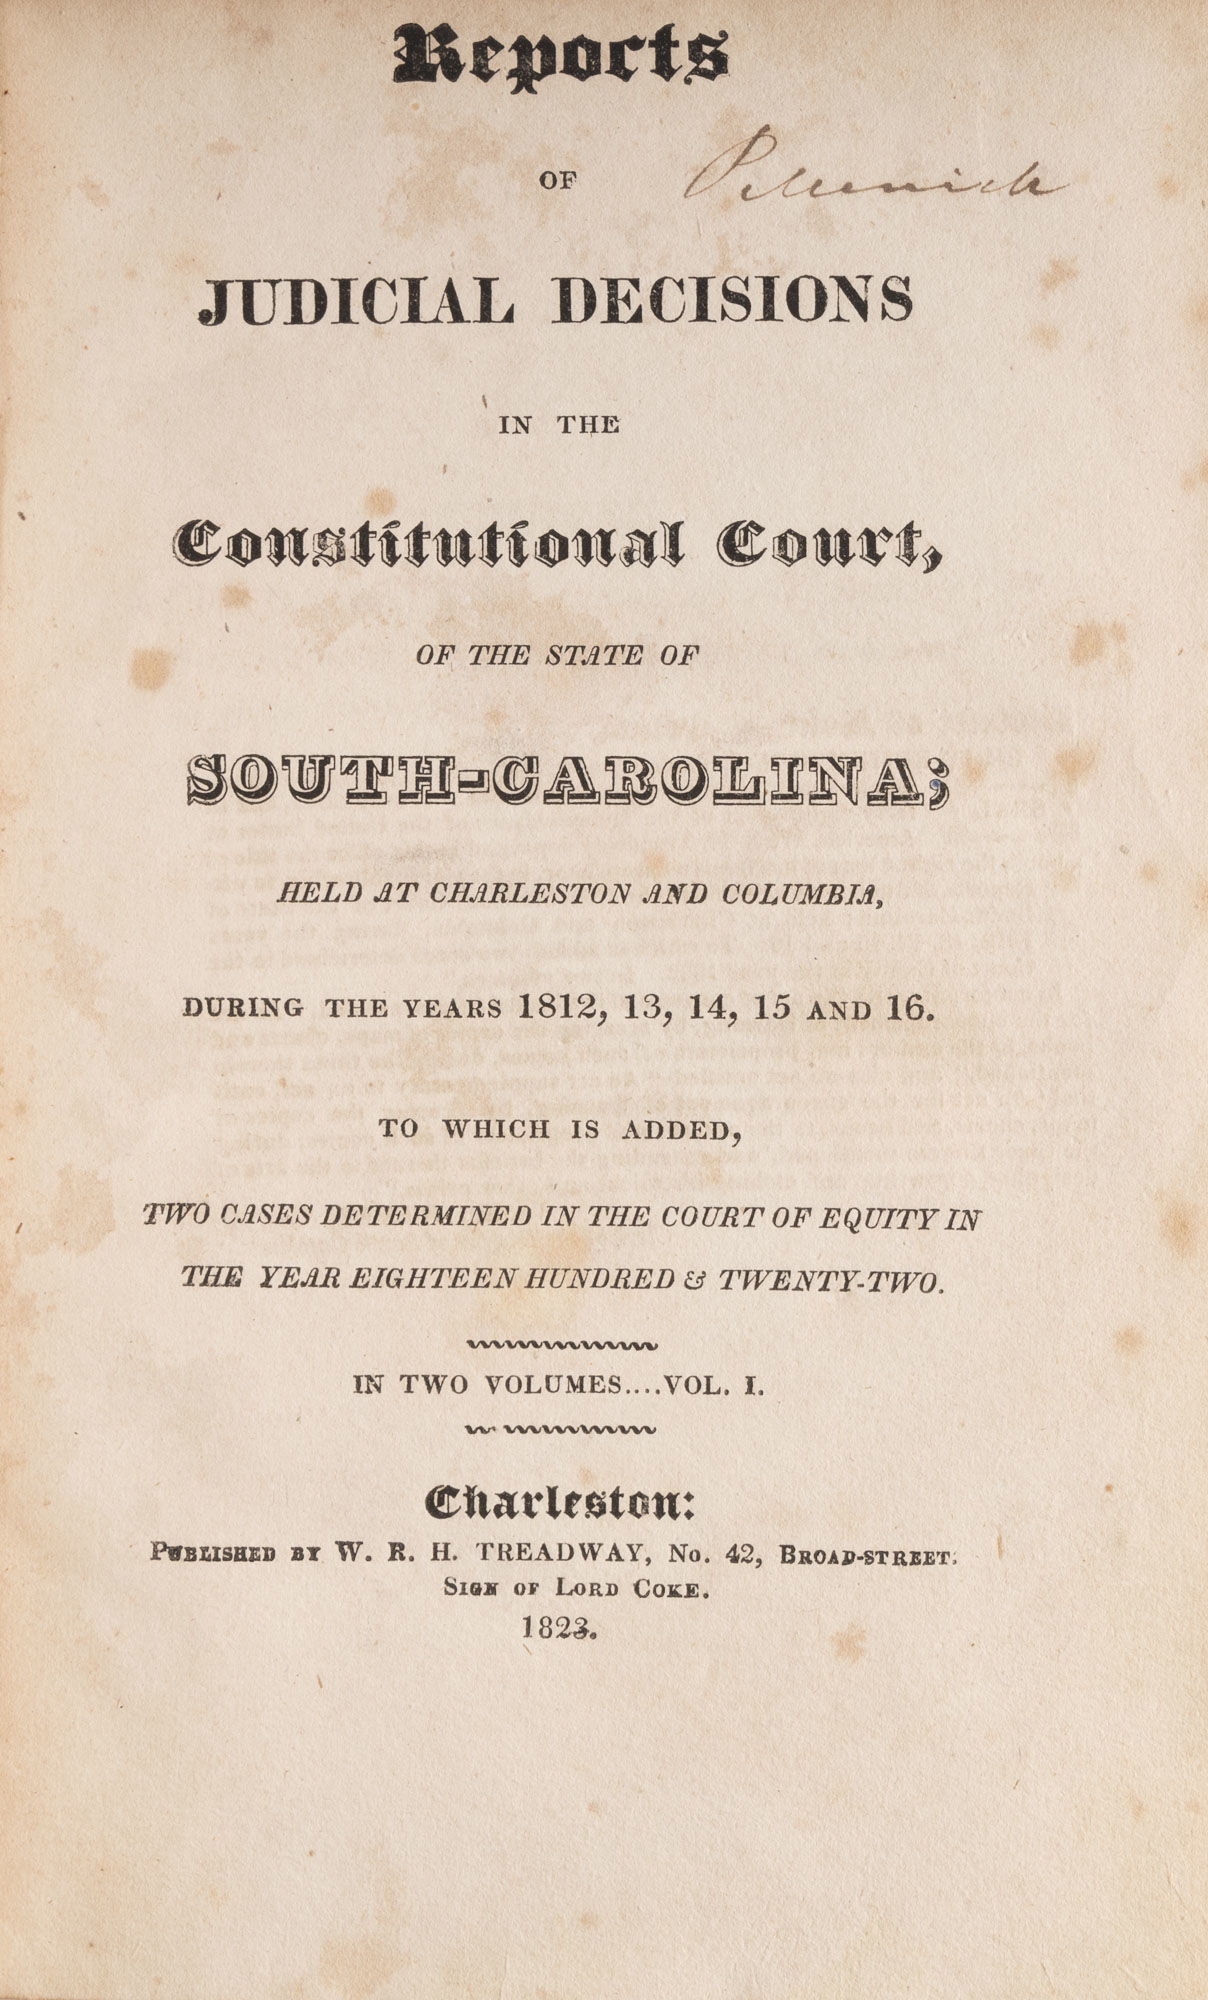 Reports
OF
JUDICIAL DECISIONS
IN THE
Constitutional Court,
OF THE STATE OF
SOUTH-CAROLINA;
HELD AT CHARLESTON AND COLUMBIA,
DURING THE YEARS 1812, 13, 14, 15 AND 16.
TO WHICH IS ADDED,
TWO CASES DETERMINED IN THE COURT OF EQUITY IN
THE YEAR EIGHTEEN HUNDRED & TWENTY-TWO.
IN TWO VOLUMES....VOL. I.
Charleston:
PUBLISHED BY W. R. H. TREADWAY, No. 42, BROAD-STREET.
SIGN OF LORD COKE.
1823.